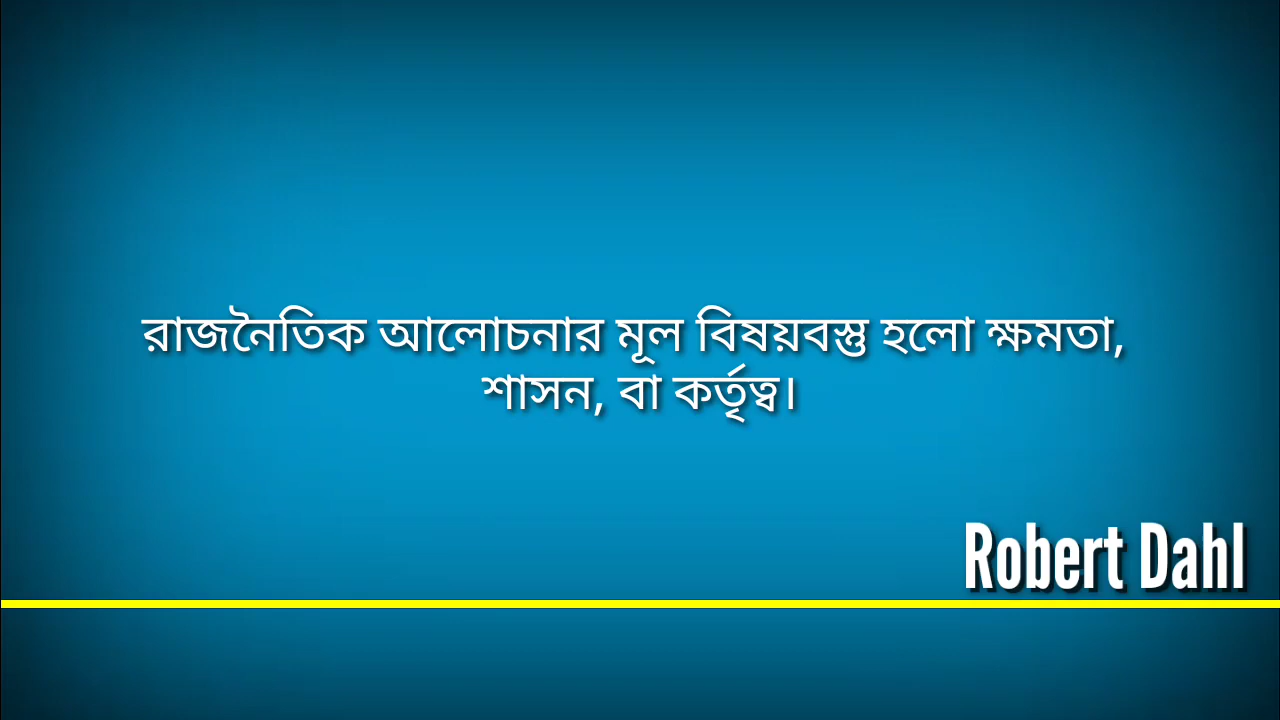 রাজনৈতিক আলোচনার মূল বিষয়বস্তু হলো ক্ষমতা,
শাসন, বা কর্তৃত্ব।
Robert Dahl